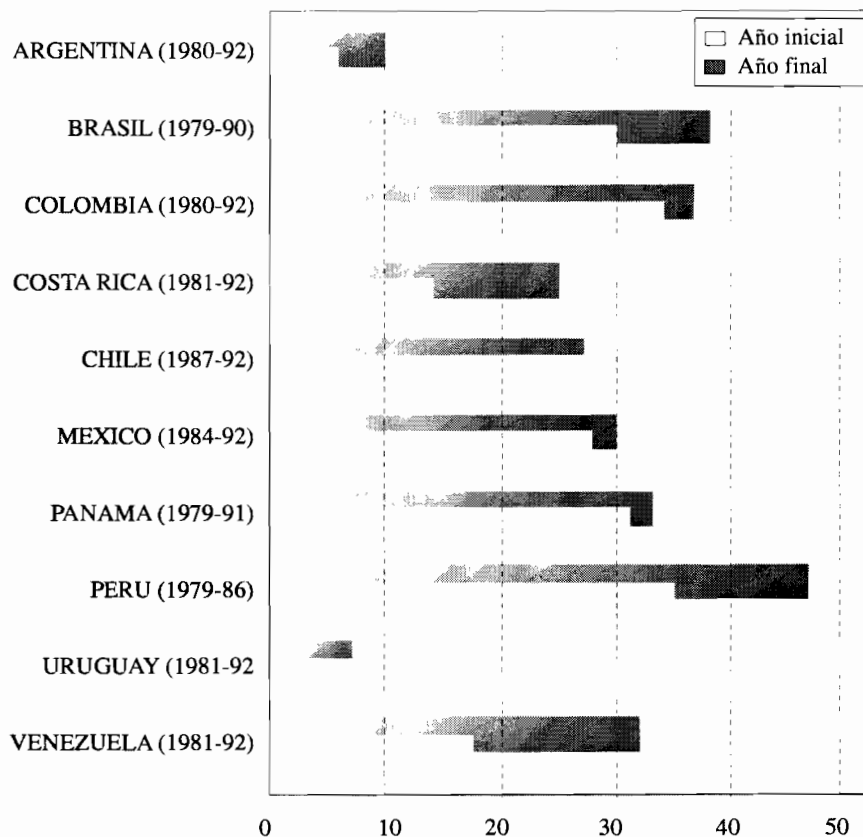 Año inicial
Año final
ARGENTINA (1980-92)
BRASIL (1979-90)
COLOMBIA (1980-92)
COSTA RICA (1981-92)
CHILE (1987-92)
MEXICO (1984-92)
PANAMA (1979-91)
PERU (1979-86)
URUGUAY (1981-92
VENEZUELA (1981-92)
0 10 20 30 40 50